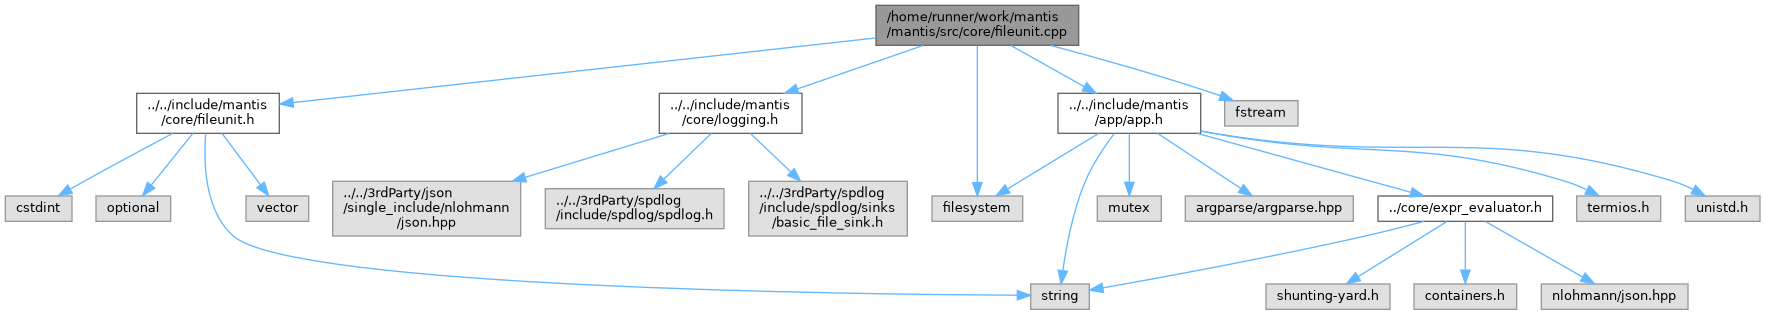 /home/runner/work/mantis
/mantis/src/core/fileunit.cpp
../../include/mantis
/core/fileunit.h
../../include/mantis
/core/logging.h
../../include/mantis
/app/app.h
fstream
cstdint
optional
vector
../../3rdParty/json
/single_include/nlohmann
/json.hpp
../../3rdParty/spdlog
/include/spdlog/spdlog.h
../../3rdParty/spdlog
/include/spdlog/sinks
/basic_file_sink.h
filesystem
mutex
argparse/argparse.hpp
../core/expr_evaluator.h
termios.h
unistd.h
string
shunting-yard.h
containers.h
nlohmann/json.hpp